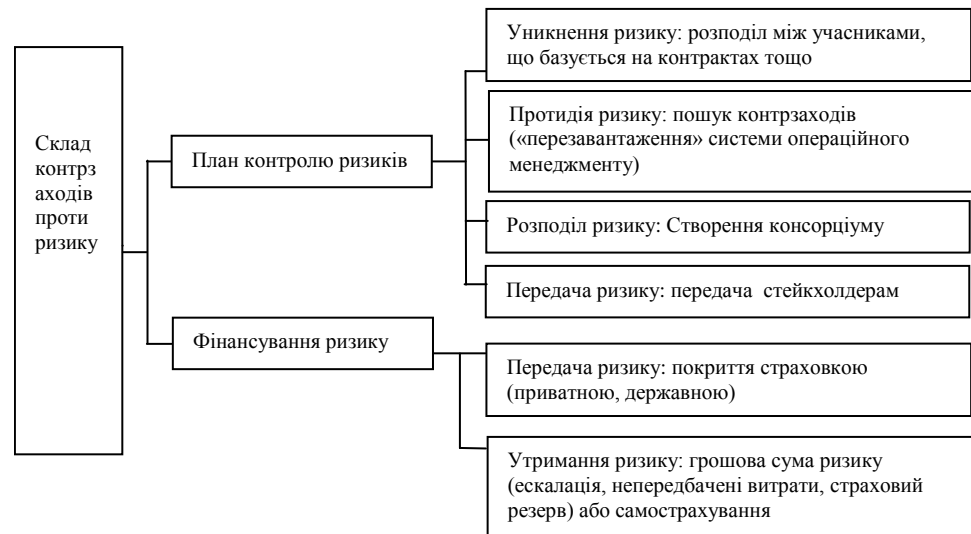 Склад
контрз
аходів
проти
ризику
План контролю ризиків
Уникнення ризику: розподіл між учасниками,
що базується на контрактах тощо
Протидія ризику: пошук контрзаходів
(«перезавантаження» системи операційного
менеджменту)
Розподіл ризику: Створення консорціуму
Передача ризику: передача стейкхолдерам
Фінансування ризику
Передача ризику: покриття страховкою
(приватною, державною)
Утримання ризику: грошова сума ризику
(ескалація, непередбачені витрати, страховий
резерв) або самострахування